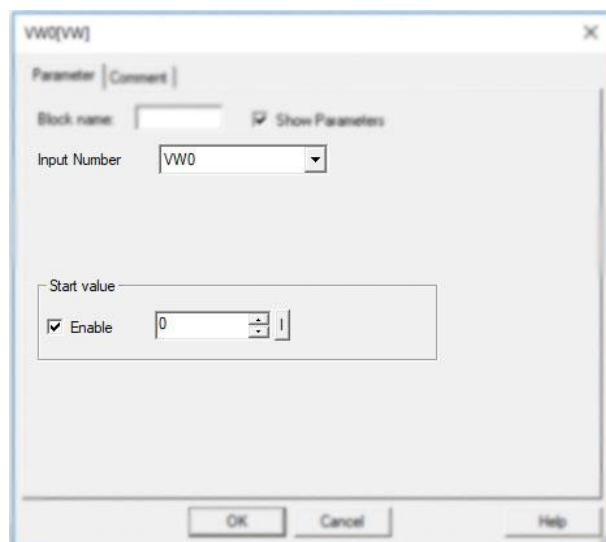 VW0[VW]
Parameter Comment
Block name: Show Parameters
Input Number VW0
Start value
Enable 0 I
OK Cancel Help